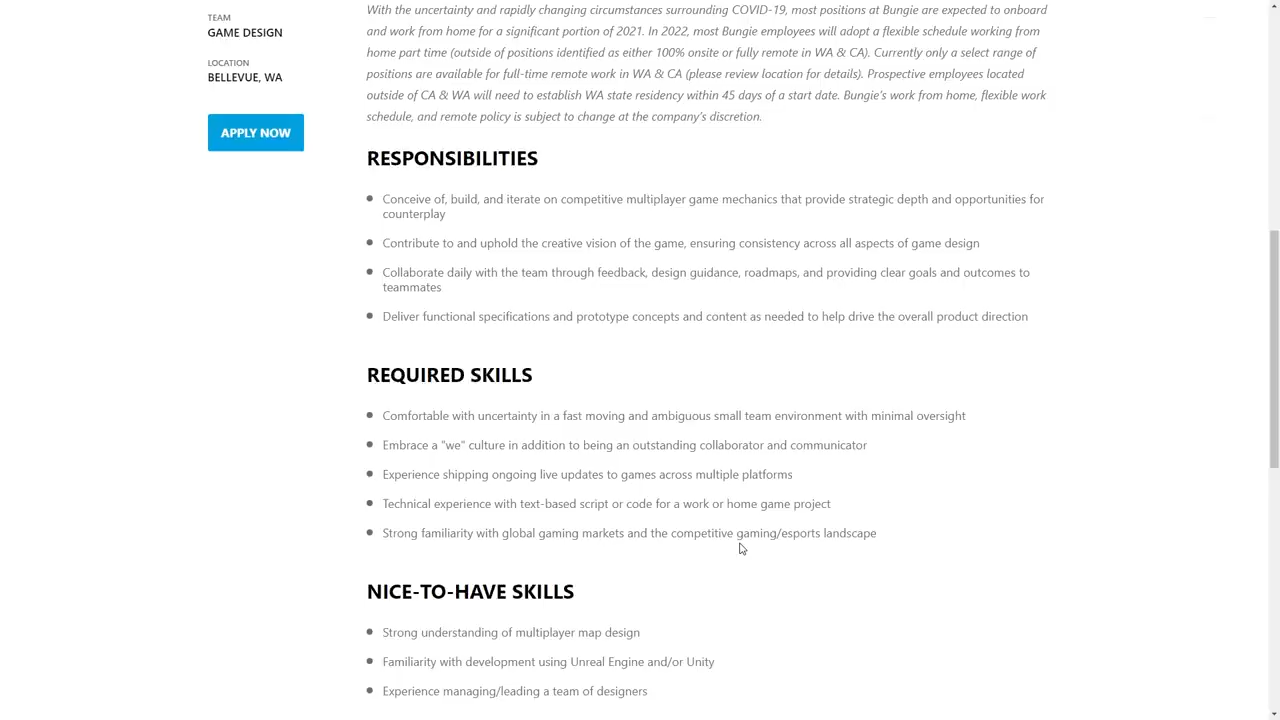 TEAM
GAME DESIGN
LOCATION
BELLEVUE, WA
APPLY NOW
With the uncertainty and rapidly changing circumstances surrounding COVID-19, most positions at Bungie are expected to onboard
and work from home for a significant portion of 2021. In 2022, most Bungie employees will adopt a flexible schedule working from
home part time (outside of positions identified as either 100% onsite or fully remote in WA & CA). Currently only a select range of
positions are available for full-time remote work in WA & CA (please review location for details). Prospective employees located
outside of CA & WA will need to establish WA state residency within 45 days of a start date. Bungie's work from home, flexible work
schedule, and remote policy is subject to change at the company's discretion.
RESPONSIBILITIES
Conceive of, build, and iterate on competitive multiplayer game mechanics that provide strategic depth and opportunities for
counterplay
Contribute to and uphold the creative vision of the game, ensuring consistency across all aspects of game design
Collaborate daily with the team through feedback, design guidance, roadmaps, and providing clear goals and outcomes to
teammates
Deliver functional specifications and prototype concepts and content as needed to help drive the overall product direction
REQUIRED SKILLS
Comfortable with uncertainty in a fast moving and ambiguous small team environment with minimal oversight
Embrace a "we" culture in addition to being an outstanding collaborator and communicator
Experience shipping ongoing live updates to games across multiple platforms
Technical experience with text-based script or code for a work or home game project
Strong familiarity with global gaming markets and the competitive gaming/esports landscape
NICE-TO-HAVE SKILLS
Strong understanding of multiplayer map design
Familiarity with development using Unreal Engine and/or Unity
Experience managing/leading a team of designers